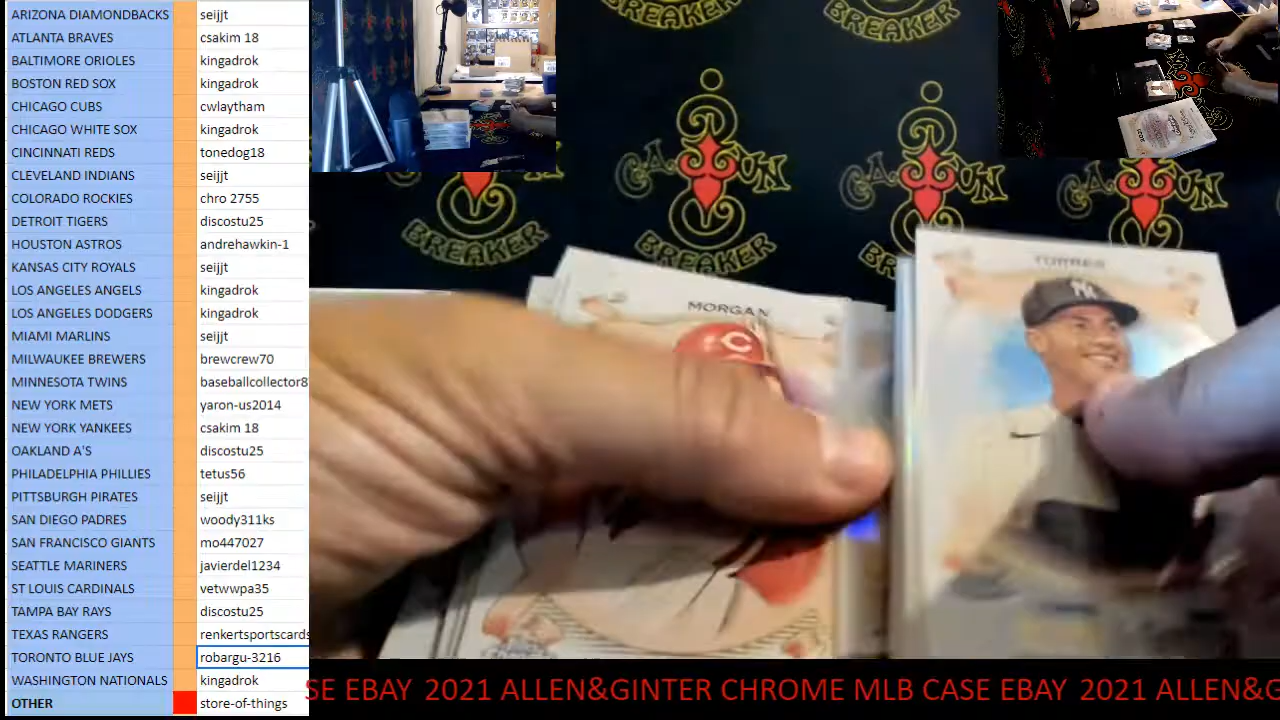 ARIZONA DIAMONDBACKS seijjt
ATLANTA BRAVES csakim 18
BALTIMORE ORIOLES kingadrok
BOSTON RED SOX kingadrok
CHICAGO CUBS cwlaytham
CHICAGO WHITE SOX kingadrok
CINCINNATI REDS tonedog18
CLEVELAND INDIANS seijjt
COLORADO ROCKIES chro 2755
DETROIT TIGERS discostu25
HOUSTON ASTROS andrehawkin-1
KANSAS CITY ROYALS seijjt
LOS ANGELES ANGELS kingadrok
LOS ANGELES DODGERS kingadrok
MIAMI MARLINS seijjt
MILWAUKEE BREWERS brewcrew70
MINNESOTA TWINS baseballcollector8
NEW YORK METS yaron-us2014
NEW YORK YANKEES csakim 18
OAKLAND A'S discostu25
PHILADELPHIA PHILLIES tetus56
PITTSBURGH PIRATES seijjt
SAN DIEGO PADRES woody311ks
SAN FRANCISCO GIANTS mo447027
SEATTLE MARINERS javierdel1234
ST LOUIS CARDINALS vetwwpa35
TAMPA BAY RAYS discostu25
TEXAS RANGERS renkertsportscards
TORONTO BLUE JAYS robargu-3216
WASHINGTON NATIONALS kingadrok
OTHER store-of-things
BREAKER
BREAKER
CAJUN
CAJUN
BREAKER
BREAKER
BREAKER
MORGAN
C
TORRES
NY
SE EBAY 2021 ALLEN&GINTER CHROME MLB CASE EBAY 2021 ALLEN&G